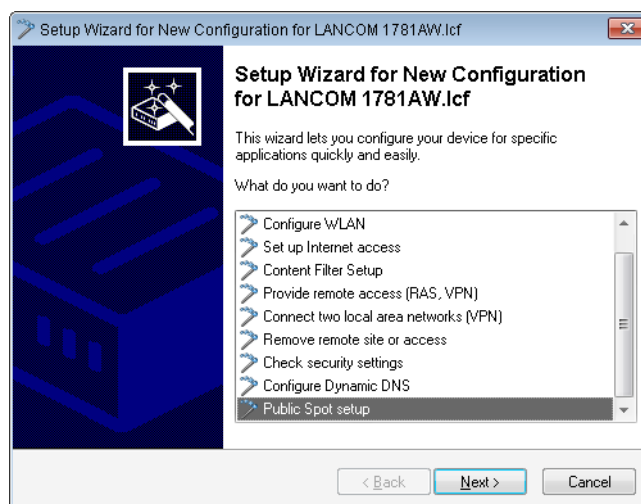 Setup Wizard for New Configuration for LANCOM 1781AW.lcf
Setup Wizard for New Configuration
for LANCOM 1781AW.lcf
This wizard lets you configure your device for specific
applications quickly and easily.
What do you want to do?
Configure WLAN
Set up Internet access
Content Filter Setup
Provide remote access (RAS, VPN)
Connect two local area networks (VPN)
Remove remote site or access
Check security settings
Configure Dynamic DNS
Public Spot setup
< Back
Next >
Cancel